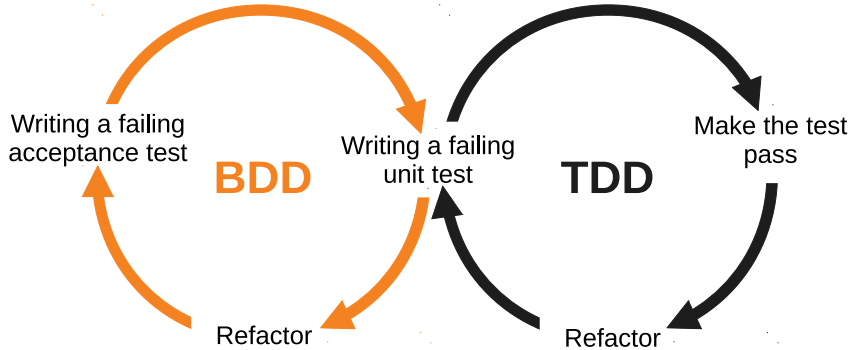 Writing a failing
acceptance test
BDD
Writing a failing
unit test
TDD
Make the test
pass
Refactor
Refactor